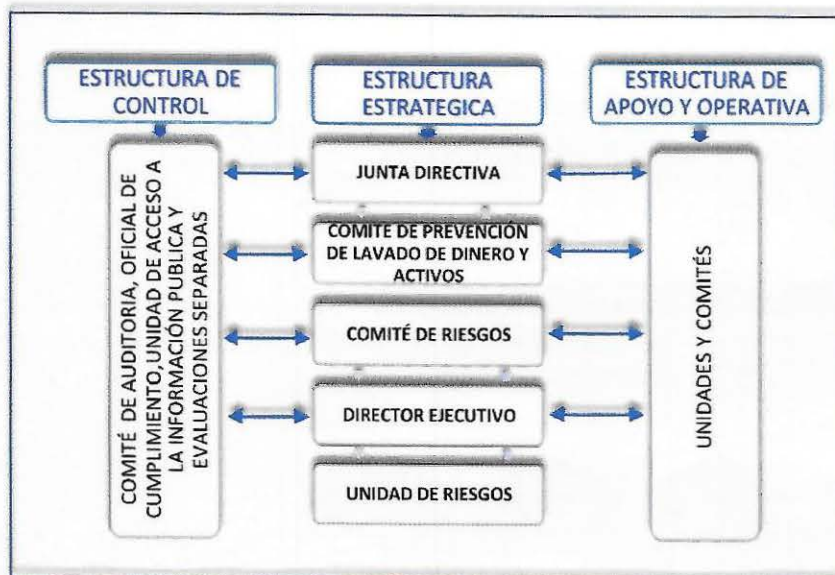 ESTRUCTURA DE
CONTROL
ESTRUCTURA
ESTRATEGICA
ESTRUCTURA DE
APOYO Y OPERATIVA
COMITÉ DE AUDITORIA, OFICIAL DE
CUMPLIMIENTO,UNIDAD DE ACCESO A
LA INFORMACIÓN PUBLICA Y
EVALUACIONES SEPARADAS
JUNTA DIRECTIVA
COMITE DE PREVENCIÓN
DE LAVADO DE DINERO Y
ACTIVOS
COMITÉ DE RIESGOS
DIRECTOR EJECUTIVO
UNIDAD DE RIESGOS
UNIDADES Y COMITÉS